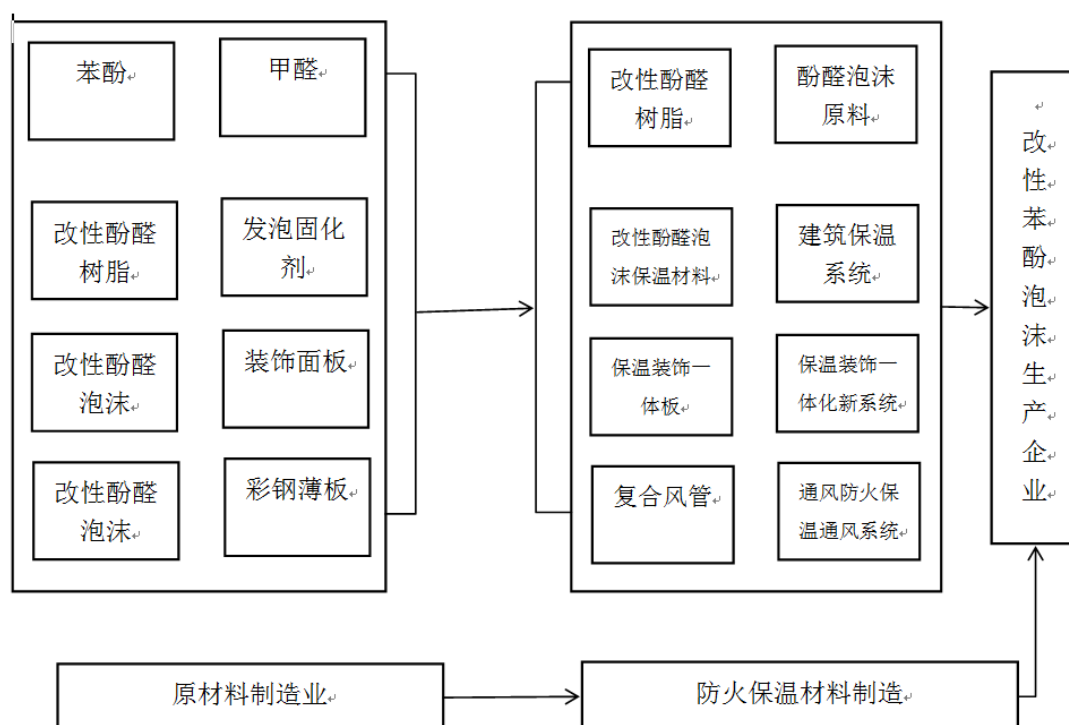 苯酚
甲醛
改性酚醛
树脂
发泡固化
剂
改性酚醛
泡沫
装饰面板
改性酚醛
泡沫
彩钢薄板
改性酚醛
树脂
酚醛泡沫
原料
改性酚醛泡
沫保温材料
建筑保温
系统
保温装饰一
体板
保温装饰一
体化新系统
复合风管
通风防火保
温通风系统
改
性
苯
酚
泡
沫
生
产
企
业
原材料制造业
防火保温材料制造